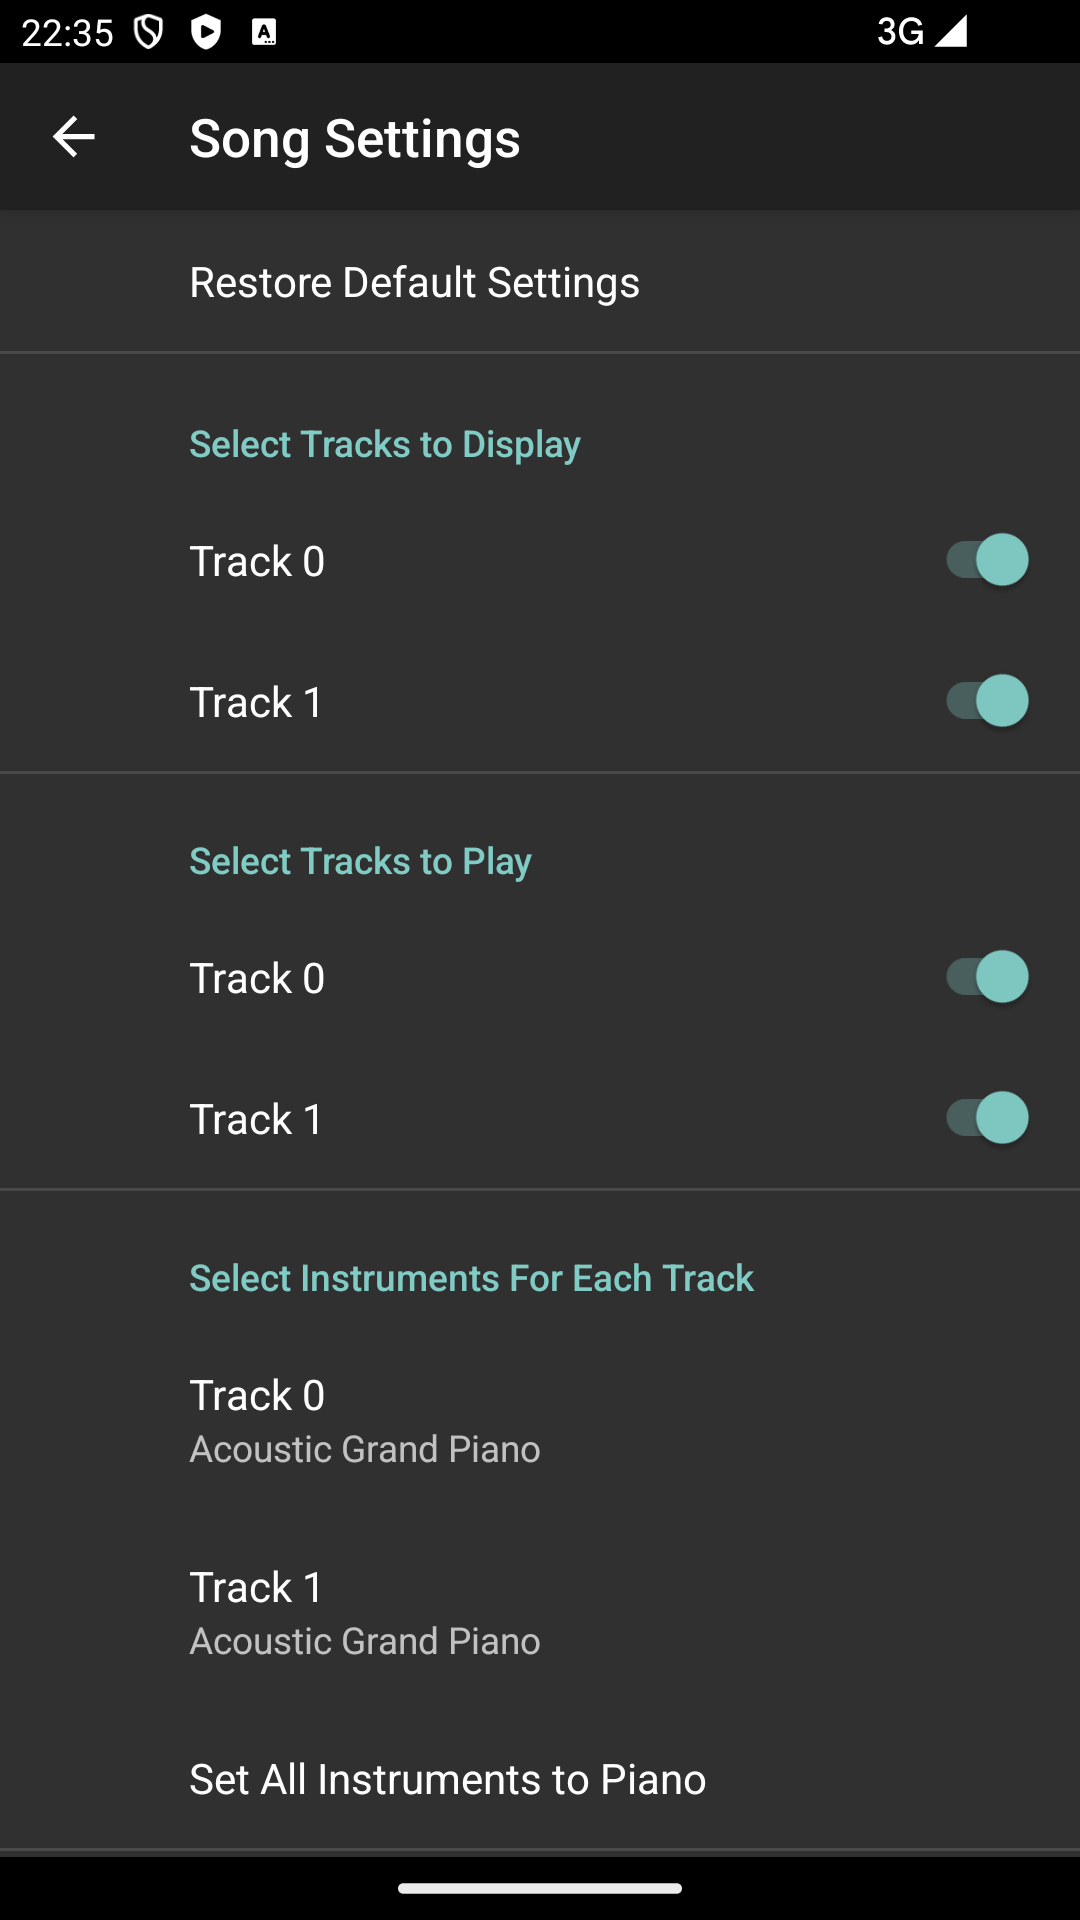 22:35
3G
Song Settings
Restore Default Settings
Select Tracks to Display
Track 0
Track 1
Select Tracks to Play
Track 0
Track 1
Select Instruments For Each Track
Track 0
Acoustic Grand Piano
Track 1
Acoustic Grand Piano
Set All Instruments to Piano